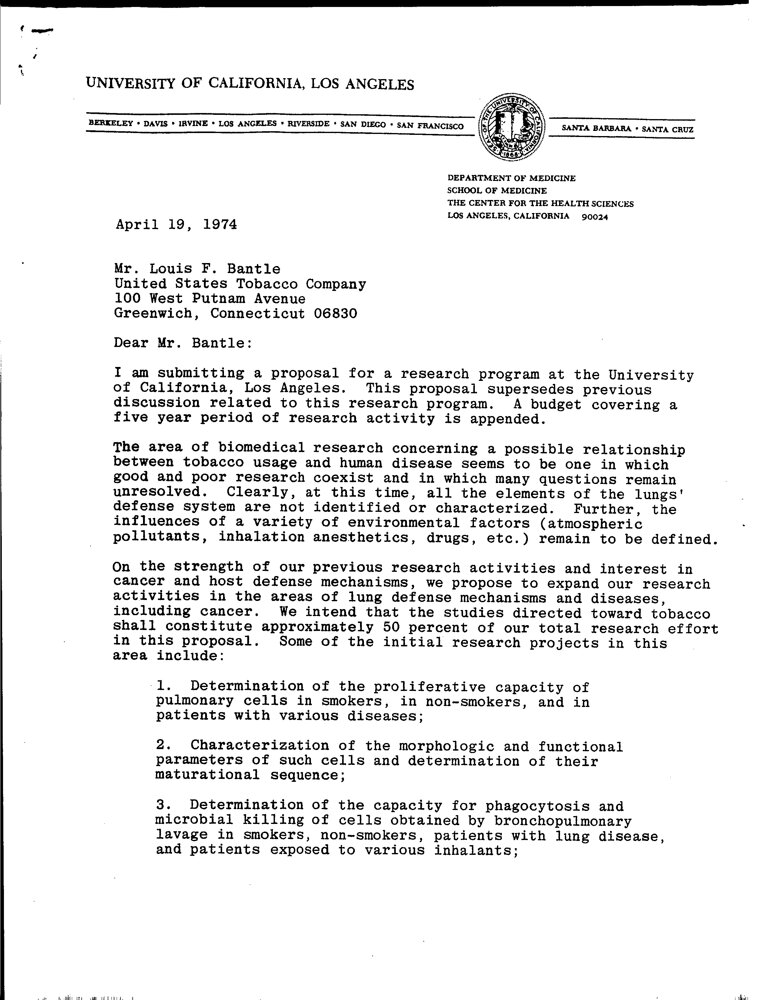 UNIVERSITY OF CALIFORNIA, LOS ANGELES
BERKELEY • DAVIS • IRVINE • LOS ANGELES • RIVERSIDE • SAN DIEGO • SAN FRANCISCO
SANTA BARBARA • SANTA CRUZ
DEPARTMENT OF MEDICINE
SCHOOL OF MEDICINE
THE CENTER FOR THE HEALTH SCIENCES
LOS ANGELES, CALIFORNIA 90024
April 19, 1974
Mr. Louis F. Bantle
United States Tobacco Company
100 West Putnam Avenue
Greenwich, Connecticut 06830
Dear Mr. Bantle:
I am submitting a proposal for a research program at the University
of California, Los Angeles. This proposal supersedes previous
discussion related to this research program. A budget covering a
five year period of research activity is appended.
The area of biomedical research concerning a possible relationship
between tobacco usage and human disease seems to be one in which
good and poor research coexist and in which many questions remain
unresolved. Clearly, at this time, all the elements of the lungs'
defense system are not identified or characterized. Further, the
influences of a variety of environmental factors (atmospheric
pollutants, inhalation anesthetics, drugs, etc.) remain to be defined.
On the strength of our previous research activities and interest in
cancer and host defense mechanisms, we propose to expand our research
activities in the areas of lung defense mechanisms and diseases,
including cancer. We intend that the studies directed toward tobacco
shall constitute approximately 50 percent of our total research effort
in this proposal. Some of the initial research projects in this
area include:
1. Determination of the proliferative capacity of
pulmonary cells in smokers, in non-smokers, and in
patients with various diseases;
2. Characterization of the morphologic and functional
parameters of such cells and determination of their
maturational sequence;
3. Determination of the capacity for phagocytosis and
microbial killing of cells obtained by bronchopulmonary
lavage in smokers, non-smokers, patients with lung disease,
and patients exposed to various inhalants;